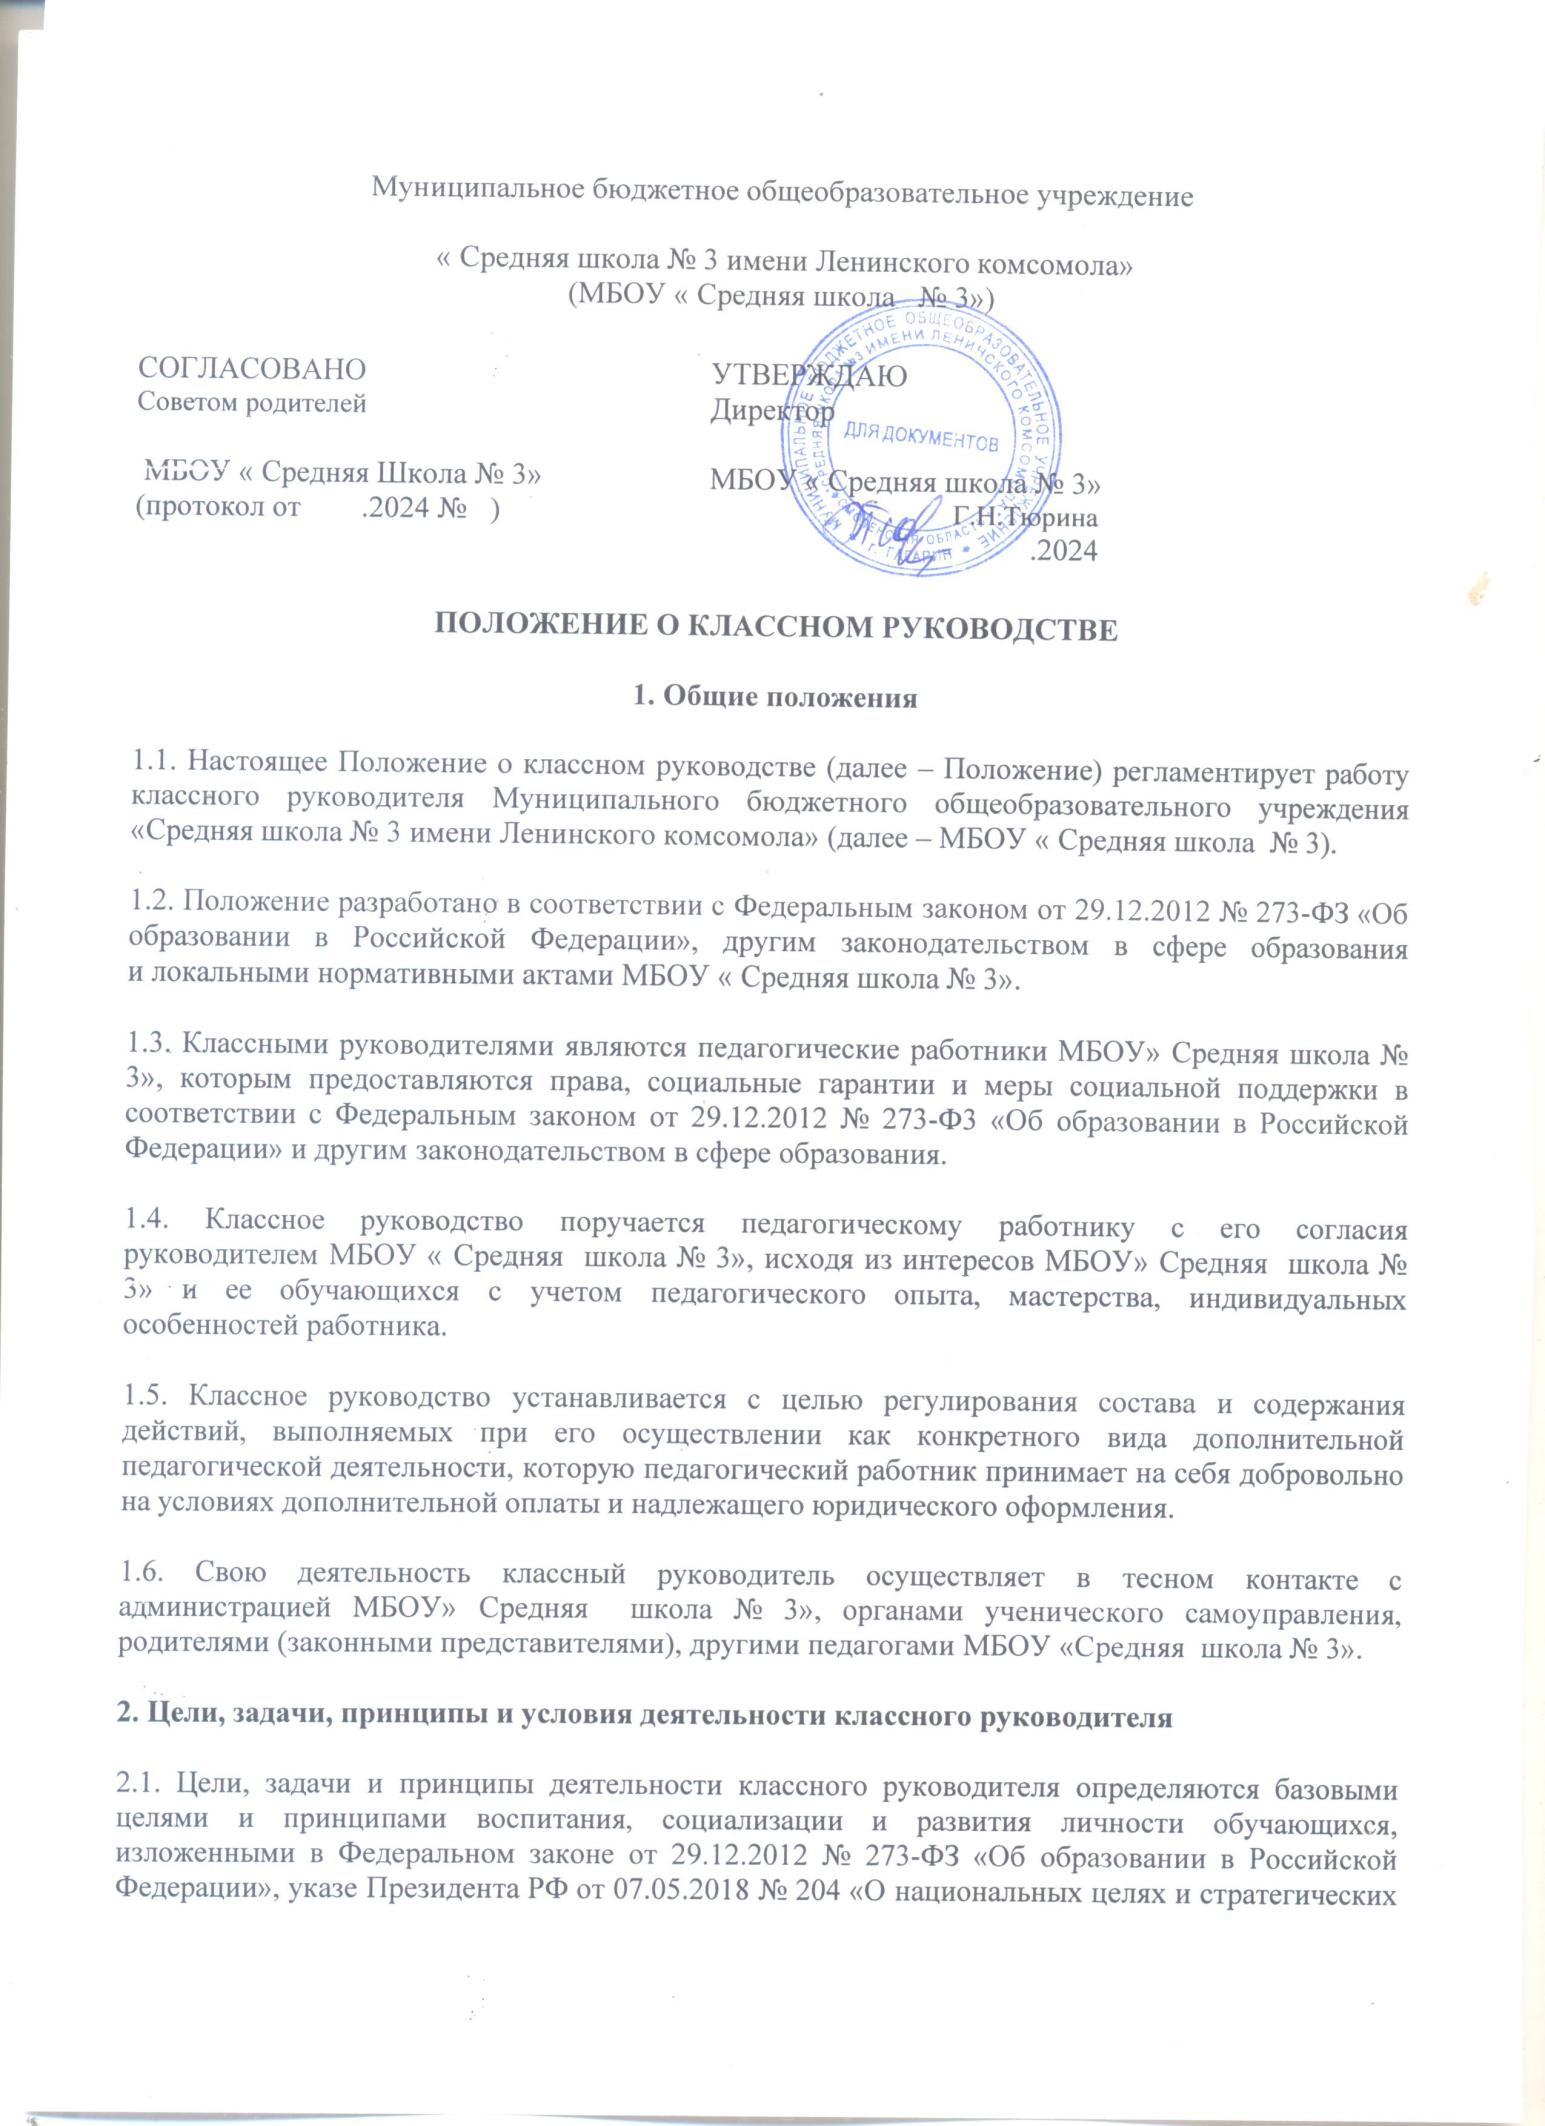 Муниципальное бюджетное общеобразовательное учреждение
« Средняя школа № 3 имени Ленинского комсомола»
(МБОУ « Средняя школа № 3»)
СОГЛАСОВАНО
Советом родителей
МБОУ « Средняя Школа № 3»
(протокол от .2024 № )
УТВЕРЖДАЮ
Директор
МБОУ « Средняя школа № 3»
Г.Н.Тюрина
.2024
МУНИЦИПАЛЬНОЕ БЮДЖЕТНОЕ ОБЩЕОБРАЗОВАТЕЛЬНОЕ УЧРЕЖДЕНИЕ
СРЕДНЯЯ ШКОЛА №3 ИМЕНИ ЛЕНИНСКОГО КОМСОМОЛА
СМОЛЕНСКАЯ ОБЛАСТЬ
г. ГАГАРИН
ДЛЯ ДОКУМЕНТОВ
ПОЛОЖЕНИЕ О КЛАССНОМ РУКОВОДСТВЕ
1. Общие положения
1.1. Настоящее Положение о классном руководстве (далее – Положение) регламентирует работу
классного руководителя Муниципального бюджетного общеобразовательного учреждения
«Средняя школа № 3 имени Ленинского комсомола» (далее – МБОУ « Средняя школа № 3).
1.2. Положение разработано в соответствии с Федеральным законом от 29.12.2012 № 273-ФЗ «Об
образовании в Российской Федерации», другим законодательством в сфере образования
и локальными нормативными актами МБОУ « Средняя школа № 3».
1.3. Классными руководителями являются педагогические работники МБОУ» Средняя школа №
3», которым предоставляются права, социальные гарантии и меры социальной поддержки в
соответствии с Федеральным законом от 29.12.2012 № 273-ФЗ «Об образовании в Российской
Федерации» и другим законодательством в сфере образования.
1.4. Классное руководство поручается педагогическому работнику с его согласия
руководителем МБОУ « Средняя школа № 3», исходя из интересов МБОУ» Средняя школа №
3» и ее обучающихся с учетом педагогического опыта, мастерства, индивидуальных
особенностей работника.
1.5. Классное руководство устанавливается с целью регулирования состава и содержания
действий, выполняемых при его осуществлении как конкретного вида дополнительной
педагогической деятельности, которую педагогический работник принимает на себя добровольно
на условиях дополнительной оплаты и надлежащего юридического оформления.
1.6. Свою деятельность классный руководитель осуществляет в тесном контакте с
администрацией МБОУ» Средняя школа № 3», органами ученического самоуправления,
родителями (законными представителями), другими педагогами МБОУ «Средняя школа № 3».
2. Цели, задачи, принципы и условия деятельности классного руководителя
2.1. Цели, задачи и принципы деятельности классного руководителя определяются базовыми
целями и принципами воспитания, социализации и развития личности обучающихся,
изложенными в Федеральном законе от 29.12.2012 № 273-ФЗ «Об образовании в Российской
Федерации», указе Президента РФ от 07.05.2018 № 204 «О национальных целях и стратегических